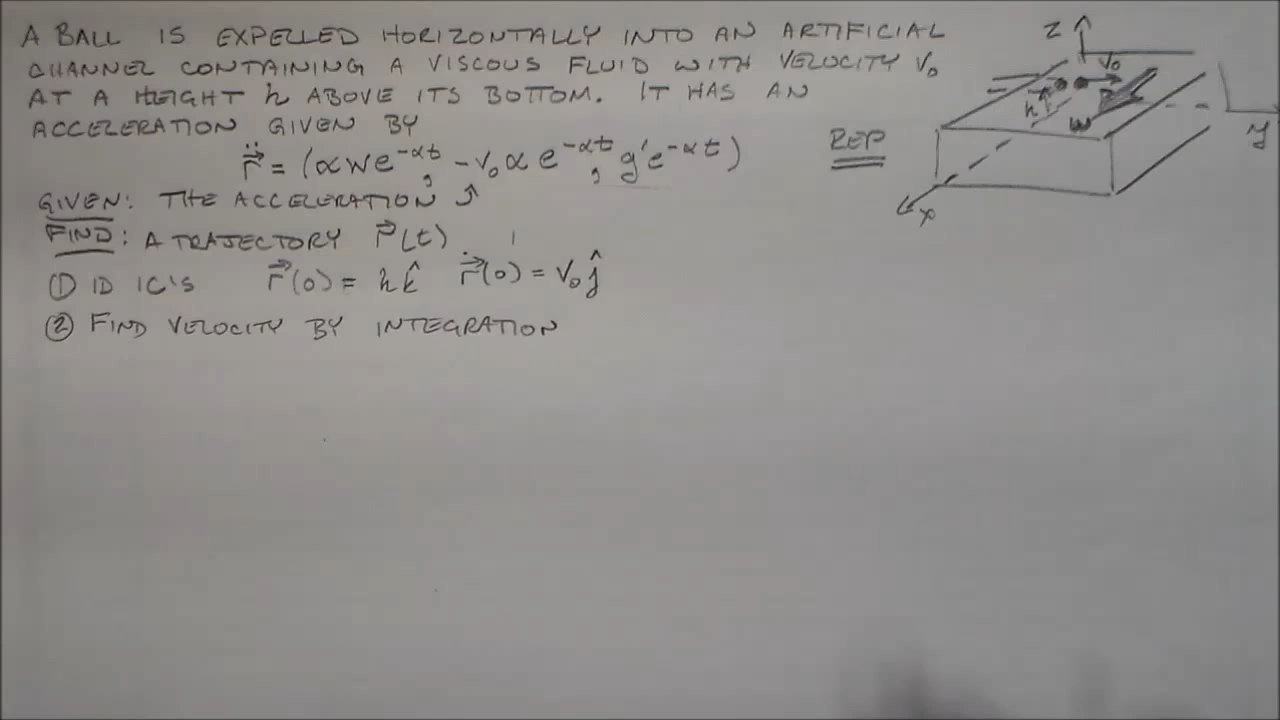 A BALL IS EXPELLED HORIZONTALLY INTO AN ARTIFICIAL
CHANNEL CONTAINING A VISCOUS FLUID WITH VELOCITY V₀
AT A HEIGHT h ABOVE ITS BOTTOM. IT HAS AN
ACCELERATION GIVEN BY
r̈⃗ = (αwe^{-αt}, -V₀αe^{-αt}, g'e^{-αt})
GIVEN: THE ACCELERATION ⤴
FIND: A TRAJECTORY r⃗(t)
① ID IC'S r⃗(0) = hk̂ ṙ⃗(0) = V₀ĵ
② FIND VELOCITY BY INTEGRATION
REP
Z
V₀
h
w
y
x